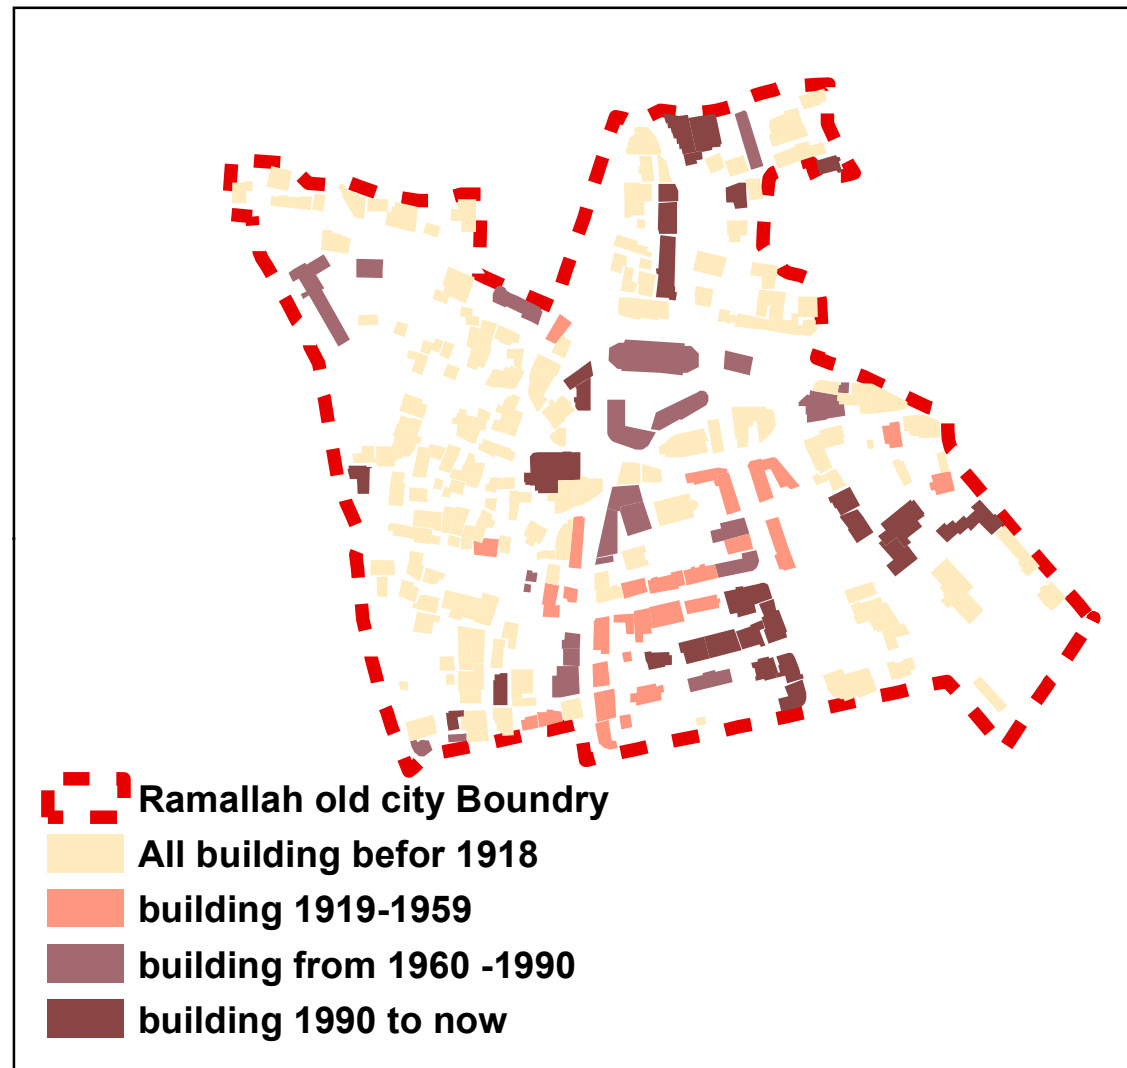 Ramallah old city Boundry
All building befor 1918
building 1919-1959
building from 1960 -1990
building 1990 to now